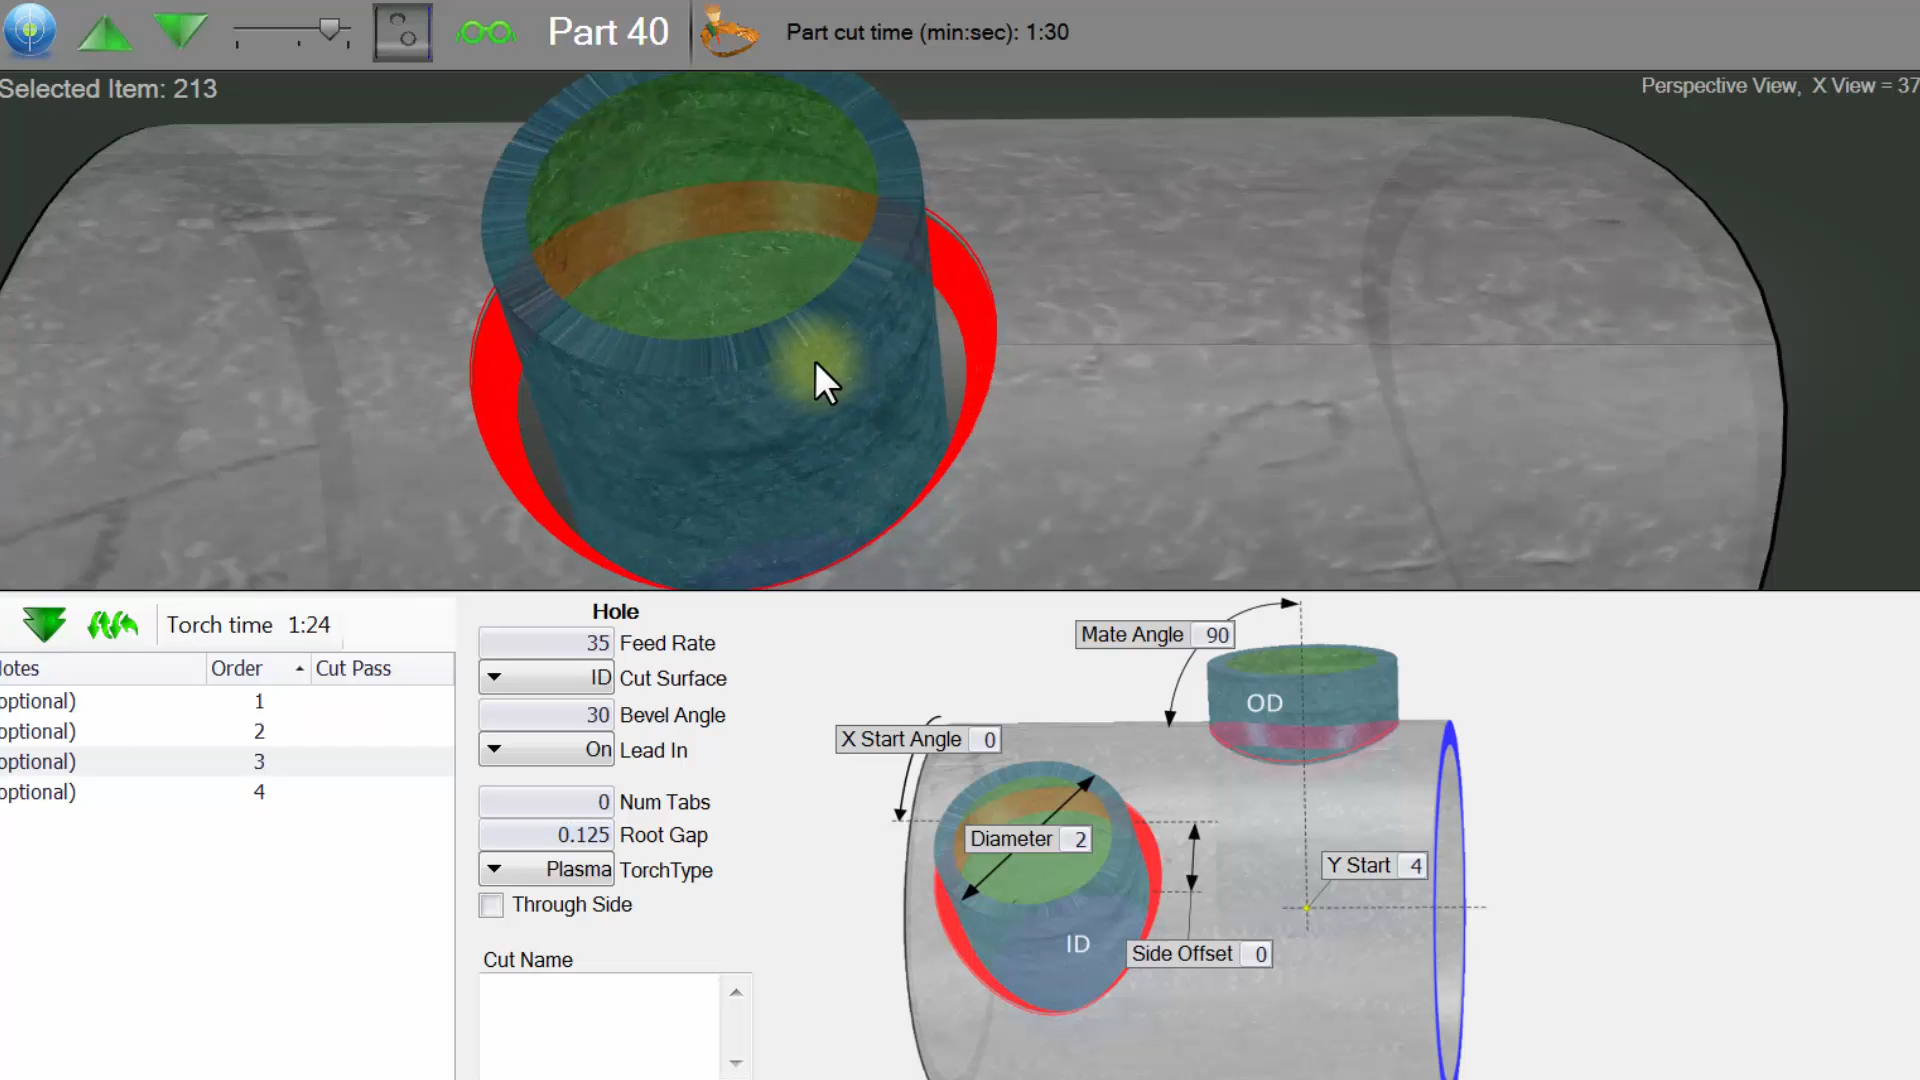 Part 40
Part cut time (min:sec): 1:30
Selected Item: 213
Perspective View, X View = 37
Torch time 1:24
lotes Order Cut Pass
optional) 1
optional) 2
optional) 3
optional) 4
Hole
35 Feed Rate
ID Cut Surface
30 Bevel Angle
On Lead In
0 Num Tabs
0.125 Root Gap
Plasma TorchType
Through Side
Cut Name
Mate Angle 90
OD
X Start Angle 0
Diameter 2
Y Start 4
ID
Side Offset 0